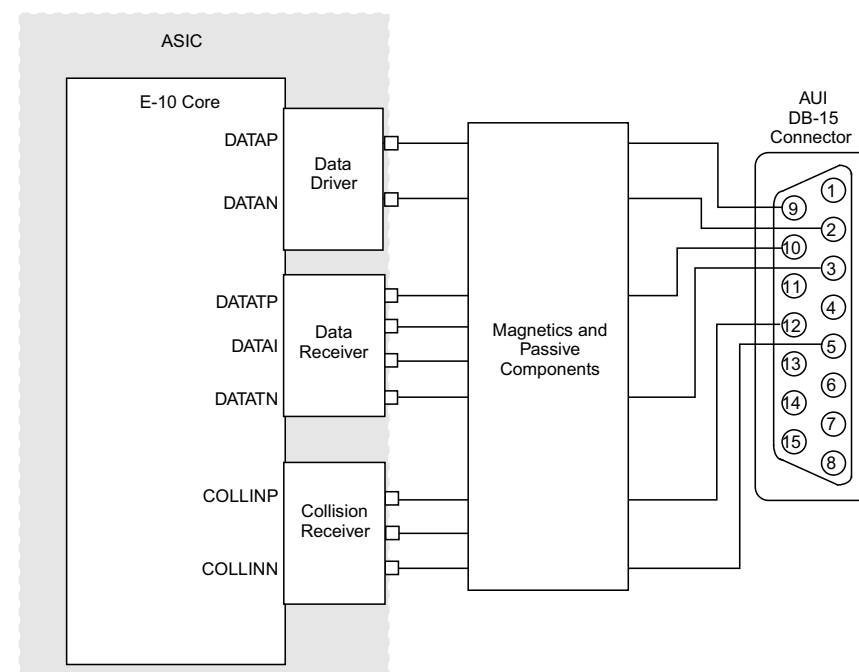 ASIC
E-10 Core
DATAP
DATAN
Data
Driver
DATATP
DATAI
DATATN
Data
Receiver
COLLINP
COLLINN
Collision
Receiver
Magnetics and
Passive
Components
AUI
DB-15
Connector
1
9
2
10
3
11
4
12
5
13
6
14
7
15
8